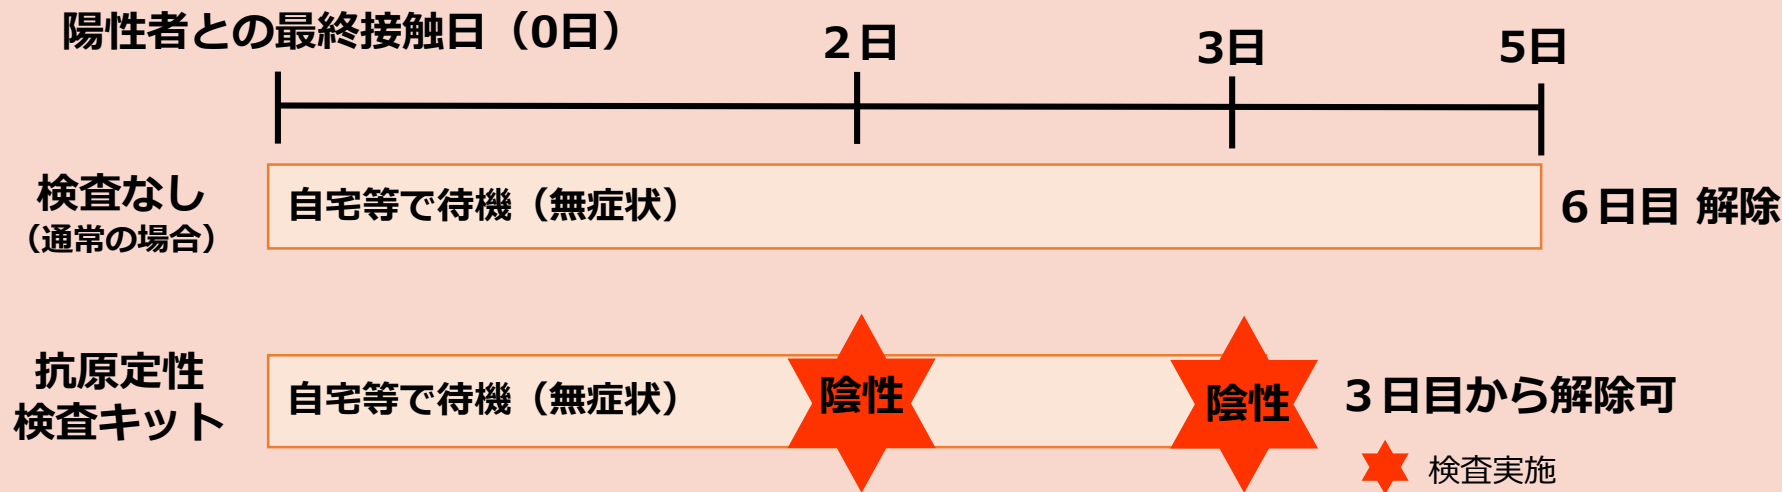 陽性者との最終接触日（0日）
２日
3日
5日
検査なし
（通常の場合）
自宅等で待機（無症状）
６日目 解除
抗原定性
検査キット
自宅等で待機（無症状）
陰性
陰性
３日目から解除可
検査実施